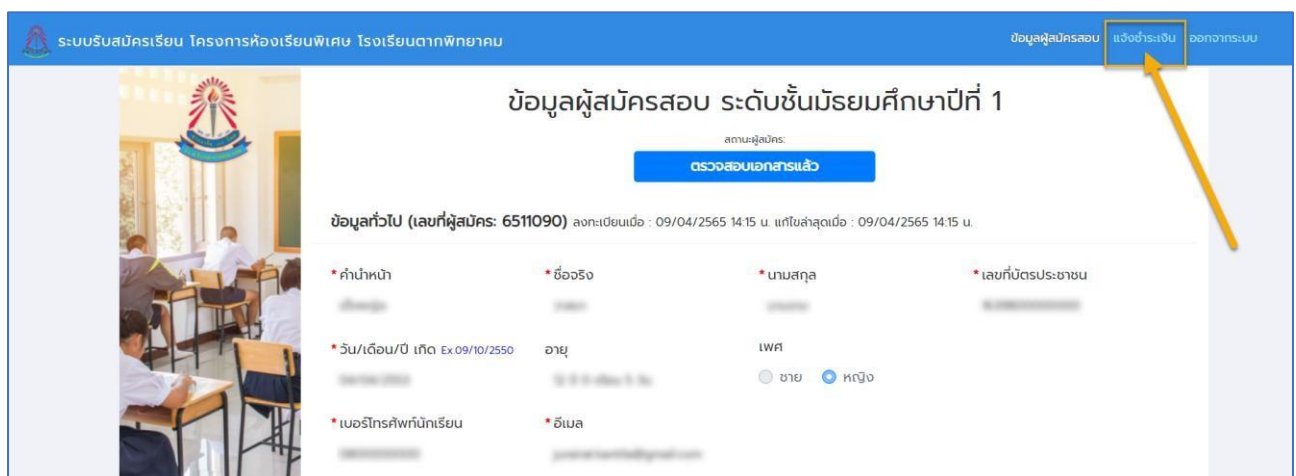 ระบบรับสมัครเรียน โครงการห้องเรียนพิเศษ โรงเรียนตากพิทยาคม
ข้อมูลผู้สมัครสอบ แจ้งชำระเงิน ออกจากระบบ
ข้อมูลผู้สมัครสอบ ระดับชั้นมัธยมศึกษาปีที่ 1
สถานะผู้สมัคร:
ตรวจสอบเอกสารแล้ว
ข้อมูลทั่วไป (เลขที่ผู้สมัคร: 6511090) ลงทะเบียนเมื่อ : 09/04/2565 14:15 น. แก้ไขล่าสุดเมื่อ : 09/04/2565 14:15 น.
* คำนำหน้า * ชื่อจริง * นามสกุล * เลขที่บัตรประชาชน
* วัน/เดือน/ปี เกิด Ex.09/10/2550 อายุ เพศ
ชาย หญิง
* เบอร์โทรศัพท์นักเรียน * อีเมล